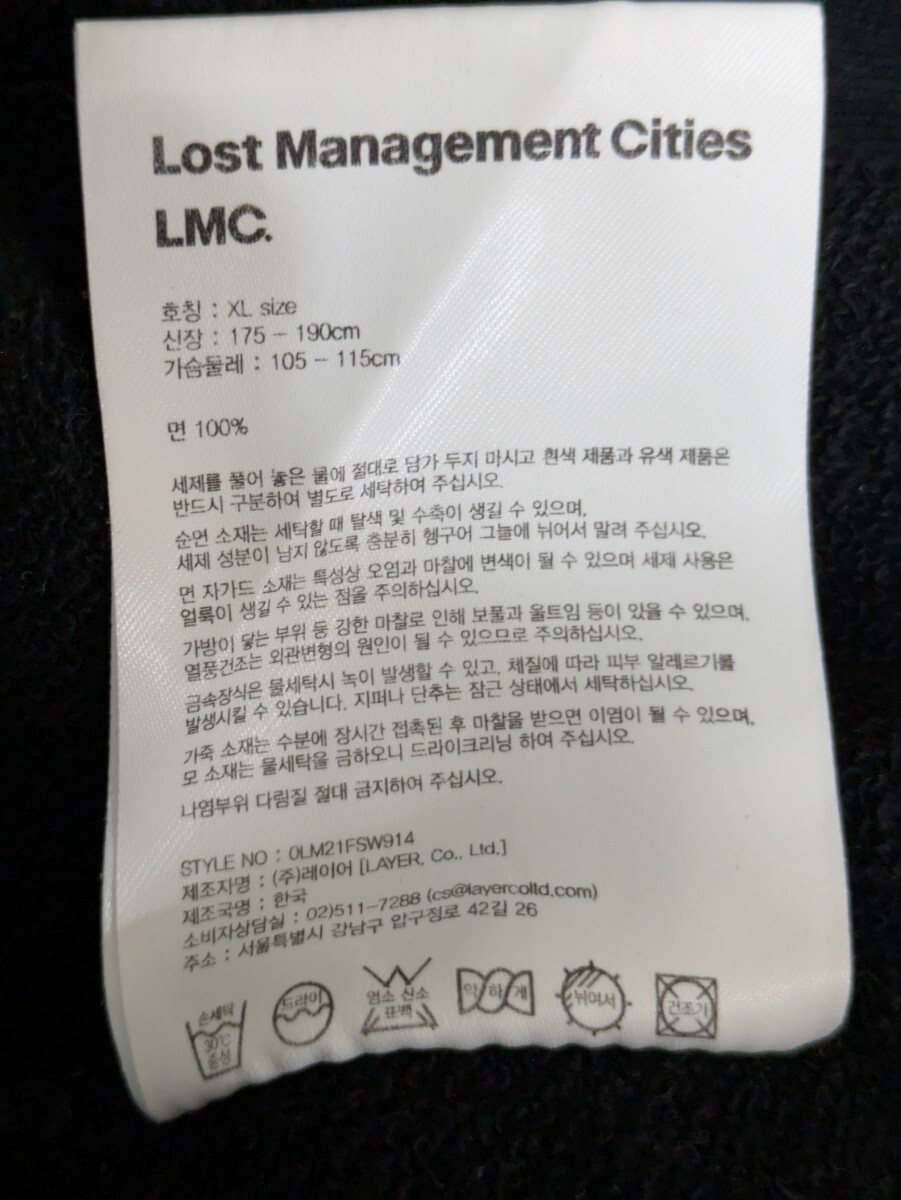 Lost Management Cities
LMC.
호칭 : XL size
신장 : 175 - 190cm
가슴둘레 : 105 - 115cm
면 100%
세제를 풀어 놓은 물에 절대로 담가 두지 마시고 흰색 제품과 유색 제품은
반드시 구분하여 별도로 세탁하여 주십시오.
순면 소재는 세탁할 때 탈색 및 수축이 생길 수 있으며,
세제 성분이 남지 않도록 충분히 헹구어 그늘에 뉘어서 말려 주십시오.
면 자가드 소재는 특성상 오염과 마찰에 변색이 될 수 있으며 세제 사용은
얼룩이 생길 수 있는 점을 주의하십시오.
가방이 닿는 부위 등 강한 마찰로 인해 보풀과 울트임 등이 있을 수 있으며,
열풍건조는 외관변형의 원인이 될 수 있으므로 주의하십시오.
금속장식은 물세탁시 녹이 발생할 수 있고, 체질에 따라 피부 알레르기를
발생시킬 수 있습니다. 지퍼나 단추는 잠근 상태에서 세탁하십시오.
가죽 소재는 수분에 장시간 접촉된 후 마찰을 받으면 이염이 될 수 있으며,
모 소재는 물세탁을 금하오니 드라이크리닝 하여 주십시오.
나염부위 다림질 절대 금지하여 주십시오.
STYLE NO : 0LM21FSW914
제조자명 : (주)레이어 [LAYER. Co., Ltd.]
제조국명 : 한국
소비자상담실 : 02)511-7288 (cs@layercoltd.com)
주소 : 서울특별시 강남구 압구정로 42길 26
손세탁 30℃ 중성 드라이 염소 산소 표백 약하게 뉘여서 건조기